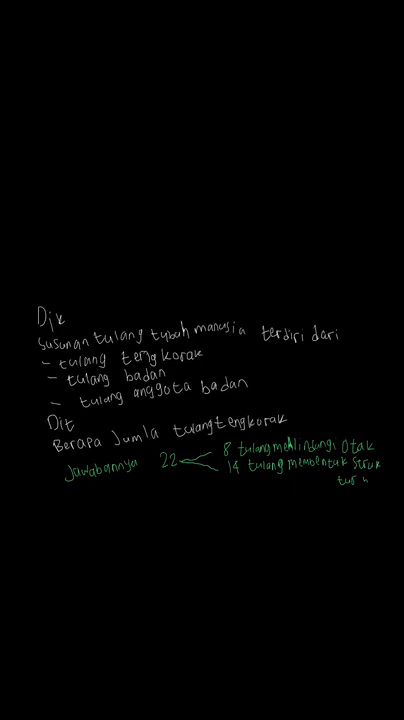 Dik
Susunan tulang tubuh manusia terdiri dari
- tulang tengkorak
- tulang badan
- tulang anggota badan
Dit
Berapa Jumla tulang tengkorak
Jawabannya 22
8 tulang melindungi otak
14 tulang membentuk struk
tur